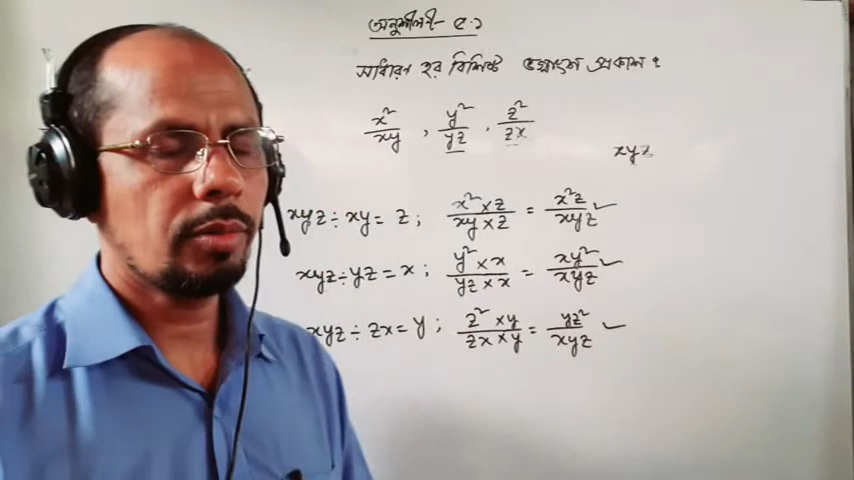 অনুশীলনী- ৫.১
সাধারণ হর বিশিষ্ট ভগ্নাংশে প্রকাশ :
x²/xy , y²/yz , z²/zx
xyz
xyz ÷ xy = z ; x² × z / xy × z = x²z / xyz ✓
xyz ÷ yz = x ; y² × x / yz × x = xy² / xyz ✓
xyz ÷ zx = y ; z² × y / zx × y = yz² / xyz ✓